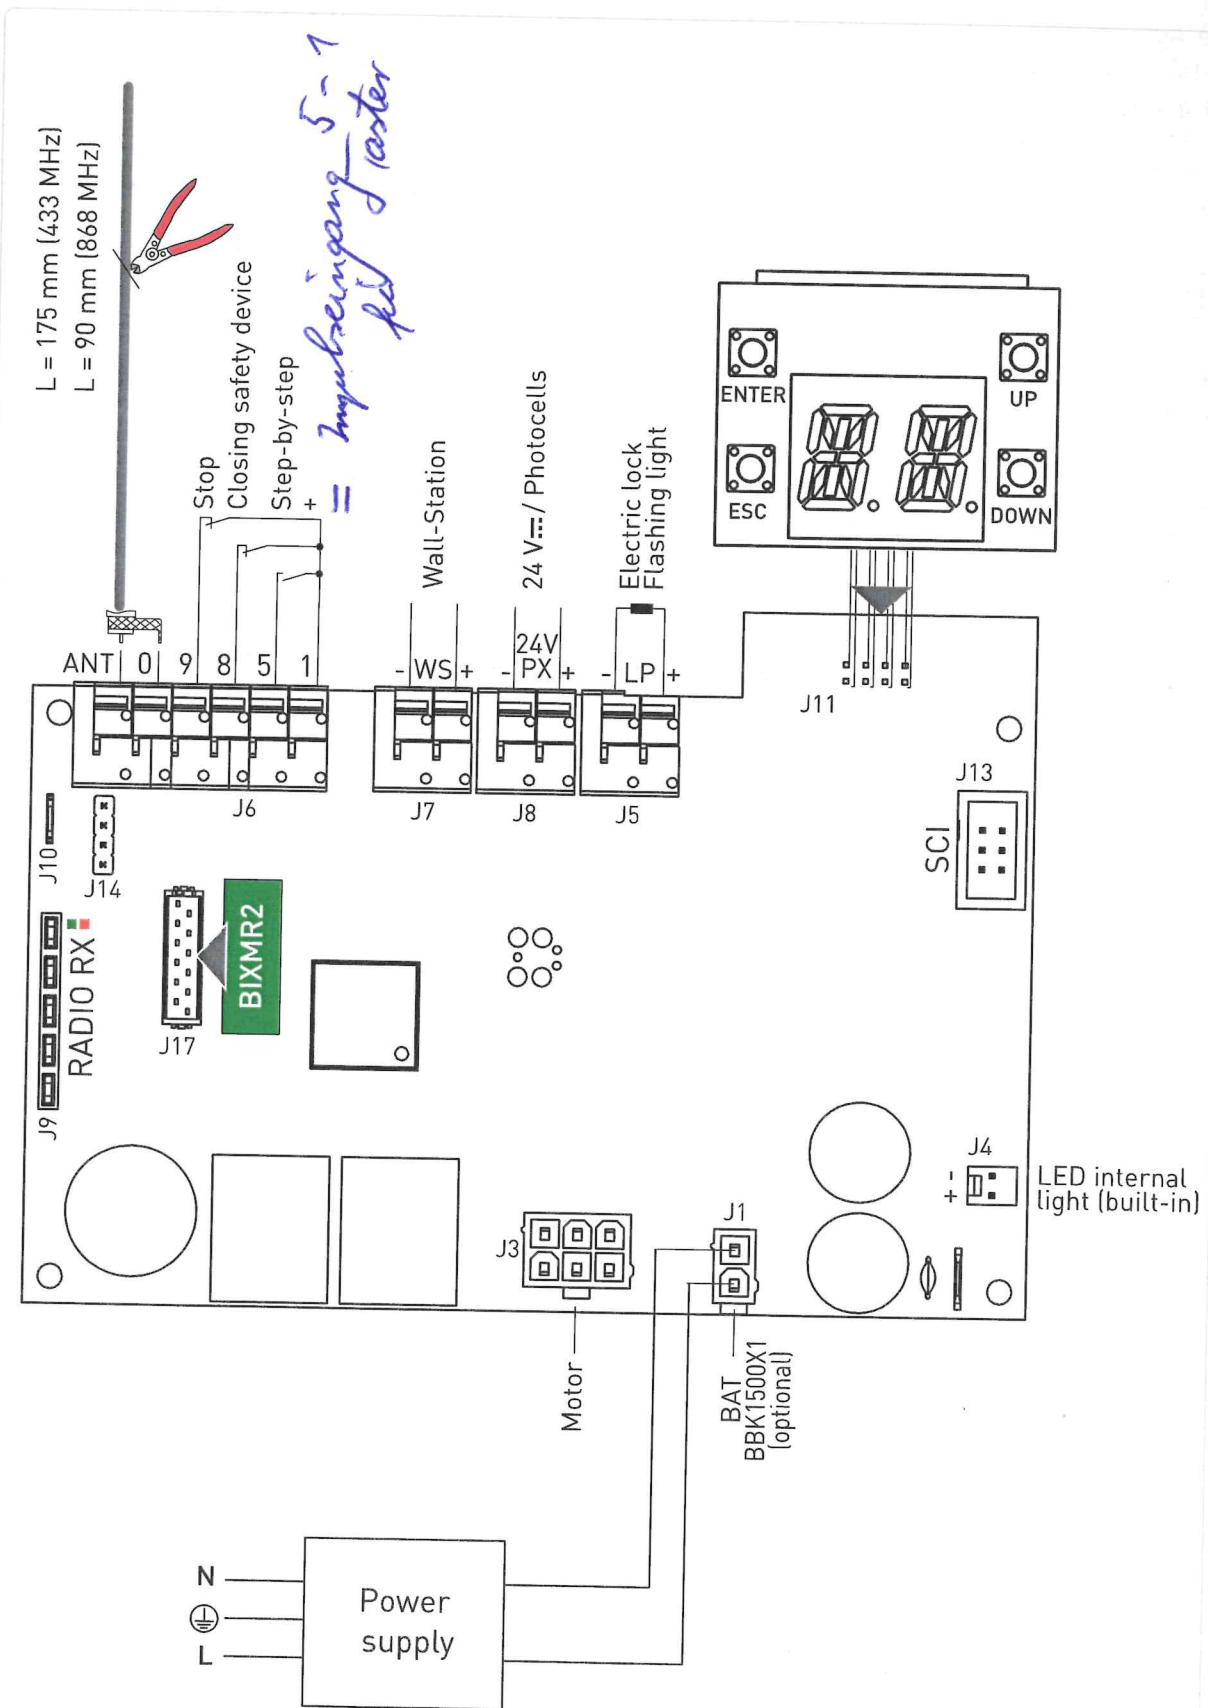 L = 175 mm (433 MHz)
L = 90 mm (868 MHz)
Stop
Closing safety device
Step-by-step
+
= Impulseingang 5-1
für Taster
Wall-Station
24 V / Photocells
Electric lock
Flashing light
ANT 0 9 8 5 1
- WS +
24V
- PX +
- LP +
J6
J7
J8
J5
J10
J14
J9
RADIO RX
J17
BIXMR2
J11
ENTER
ESC
UP
DOWN
J13
SCI
J3
Motor
J1
BAT
BBK1500X1
(optional)
J4
- +
LED internal
light (built-in)
N
L
Power
supply